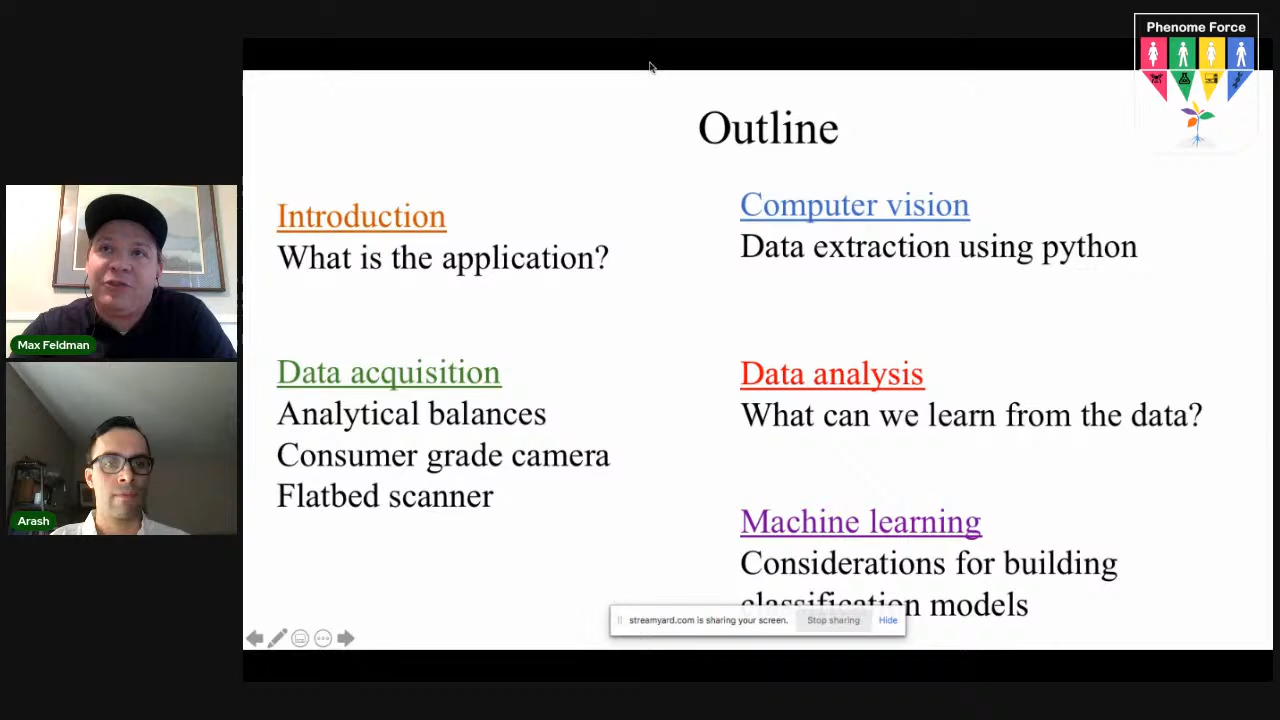 Phenome Force
Outline
Introduction
What is the application?
Data acquisition
Analytical balances
Consumer grade camera
Flatbed scanner
Computer vision
Data extraction using python
Data analysis
What can we learn from the data?
Machine learning
Considerations for building
classification models
streamyard.com is sharing your screen.
Stop sharing
Hide
Max Feldman
Arash